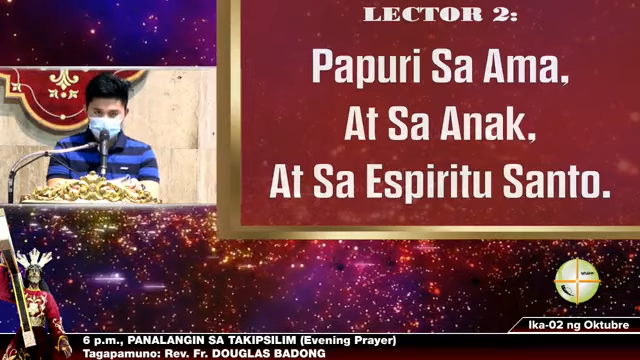 LECTOR 2:
Papuri Sa Ama,
At Sa Anak,
At Sa Espiritu Santo.
Ika-02 ng Oktubre
6 p.m., PANALANGIN SA TAKIPSILIM (Evening Prayer)
Tagapamuno: Rev. Fr. DOUGLAS BADONG